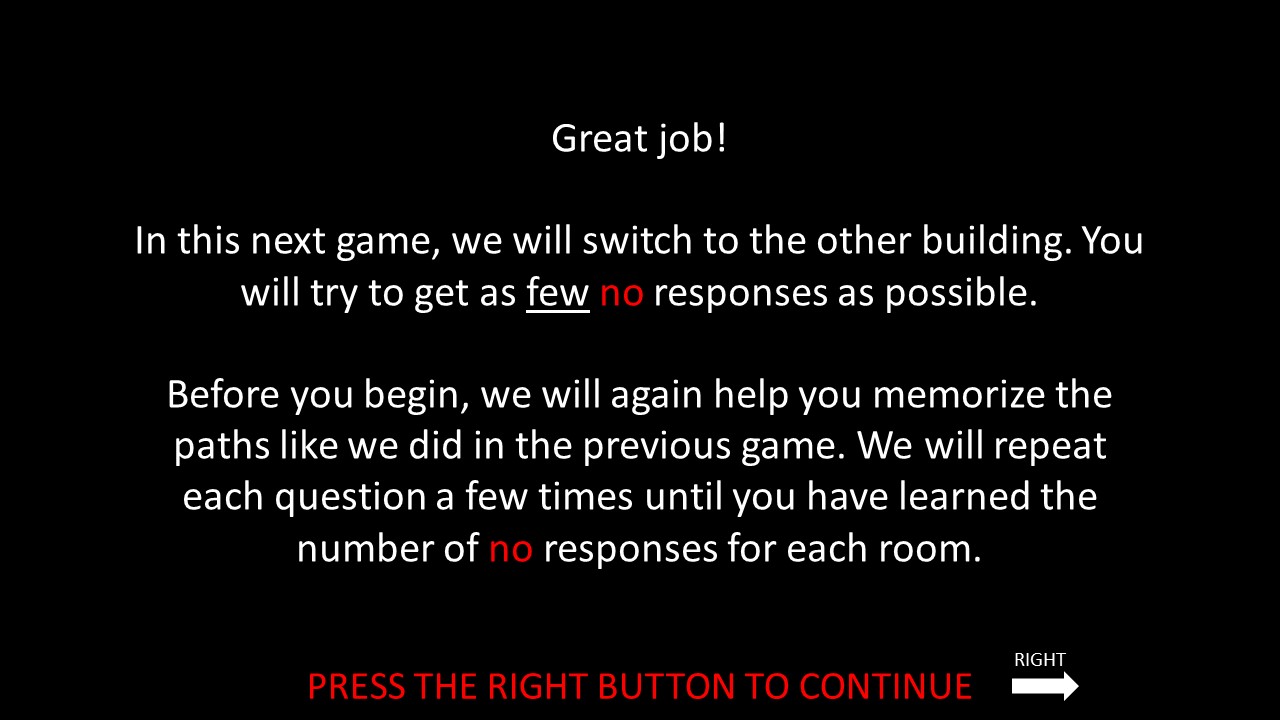 Great job!
In this next game, we will switch to the other building. You
will try to get as few no responses as possible.
Before you begin, we will again help you memorize the
paths like we did in the previous game. We will repeat
each question a few times until you have learned the
number of no responses for each room.
RIGHT
PRESS THE RIGHT BUTTON TO CONTINUE